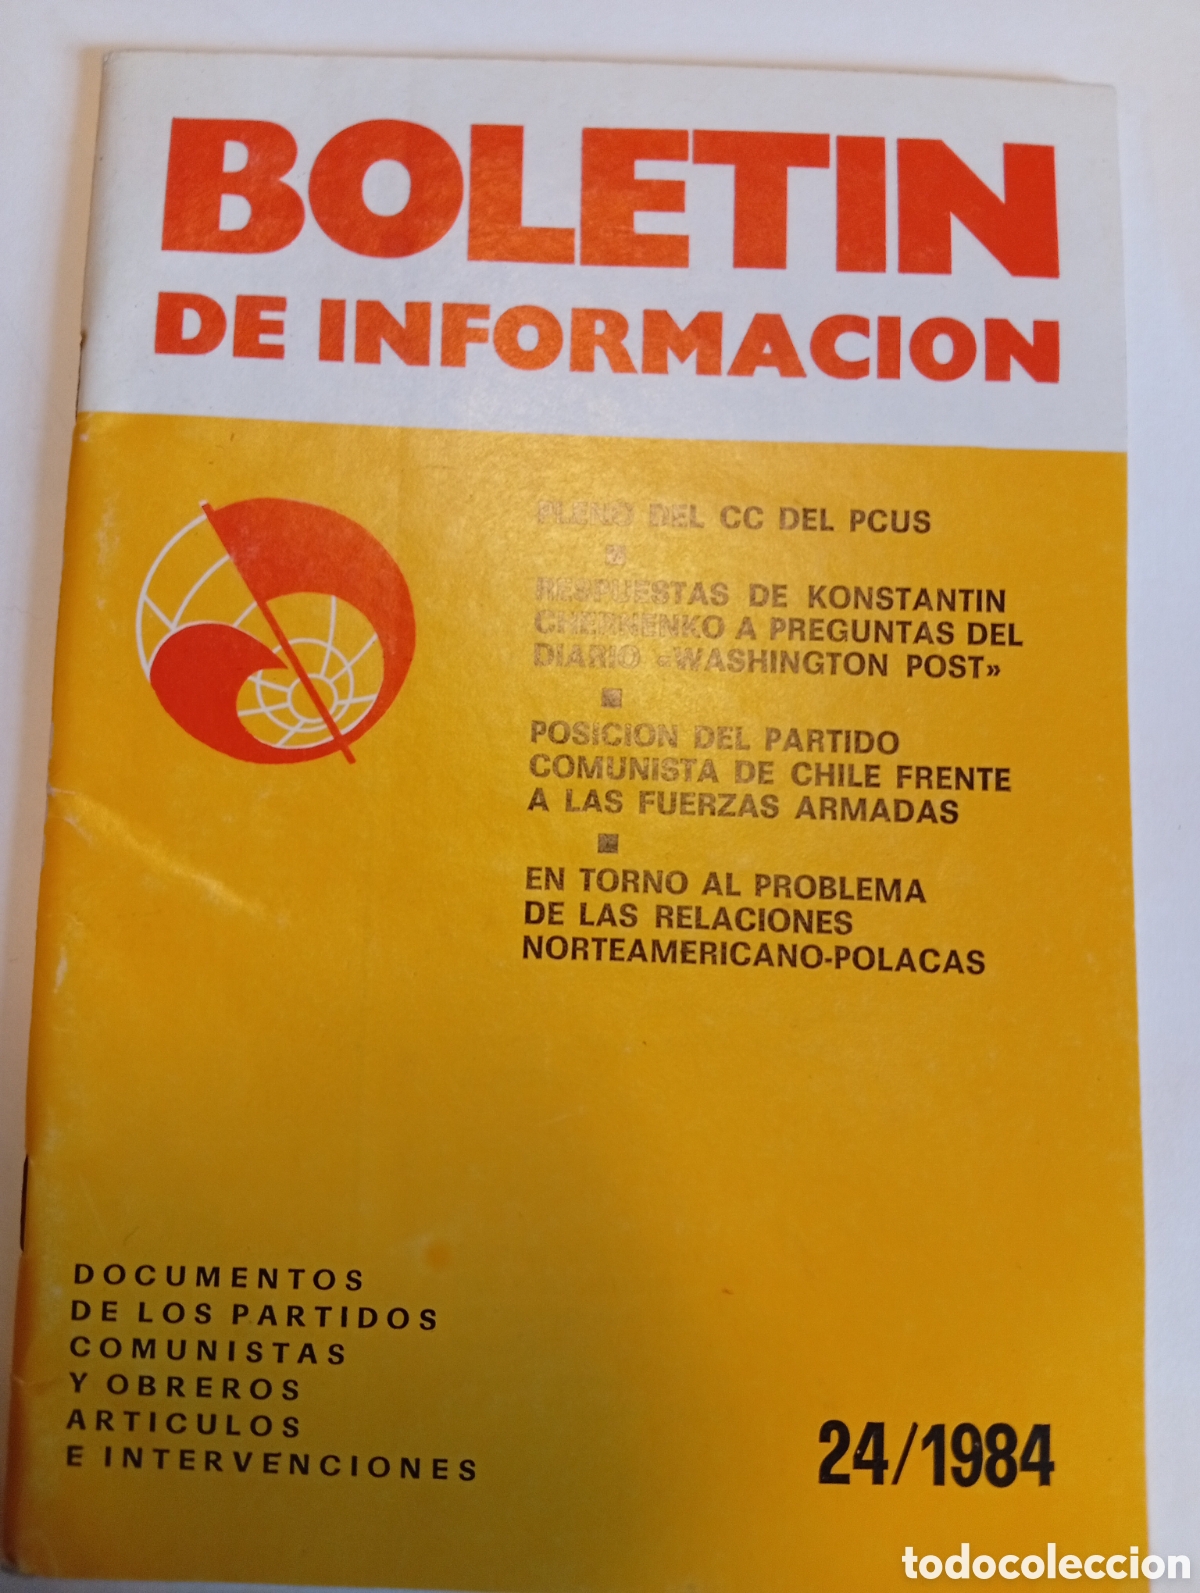 BOLETIN
DE INFORMACION
PLENO DEL CC DEL PCUS
RESPUESTAS DE KONSTANTIN
CHERNENKO A PREGUNTAS DEL
DIARIO «WASHINGTON POST»
POSICION DEL PARTIDO
COMUNISTA DE CHILE FRENTE
A LAS FUERZAS ARMADAS
EN TORNO AL PROBLEMA
DE LAS RELACIONES
NORTEAMERICANO-POLACAS
DOCUMENTOS
DE LOS PARTIDOS
COMUNISTAS
Y OBREROS
ARTICULOS
E INTERVENCIONES
24/1984
todocoleccion